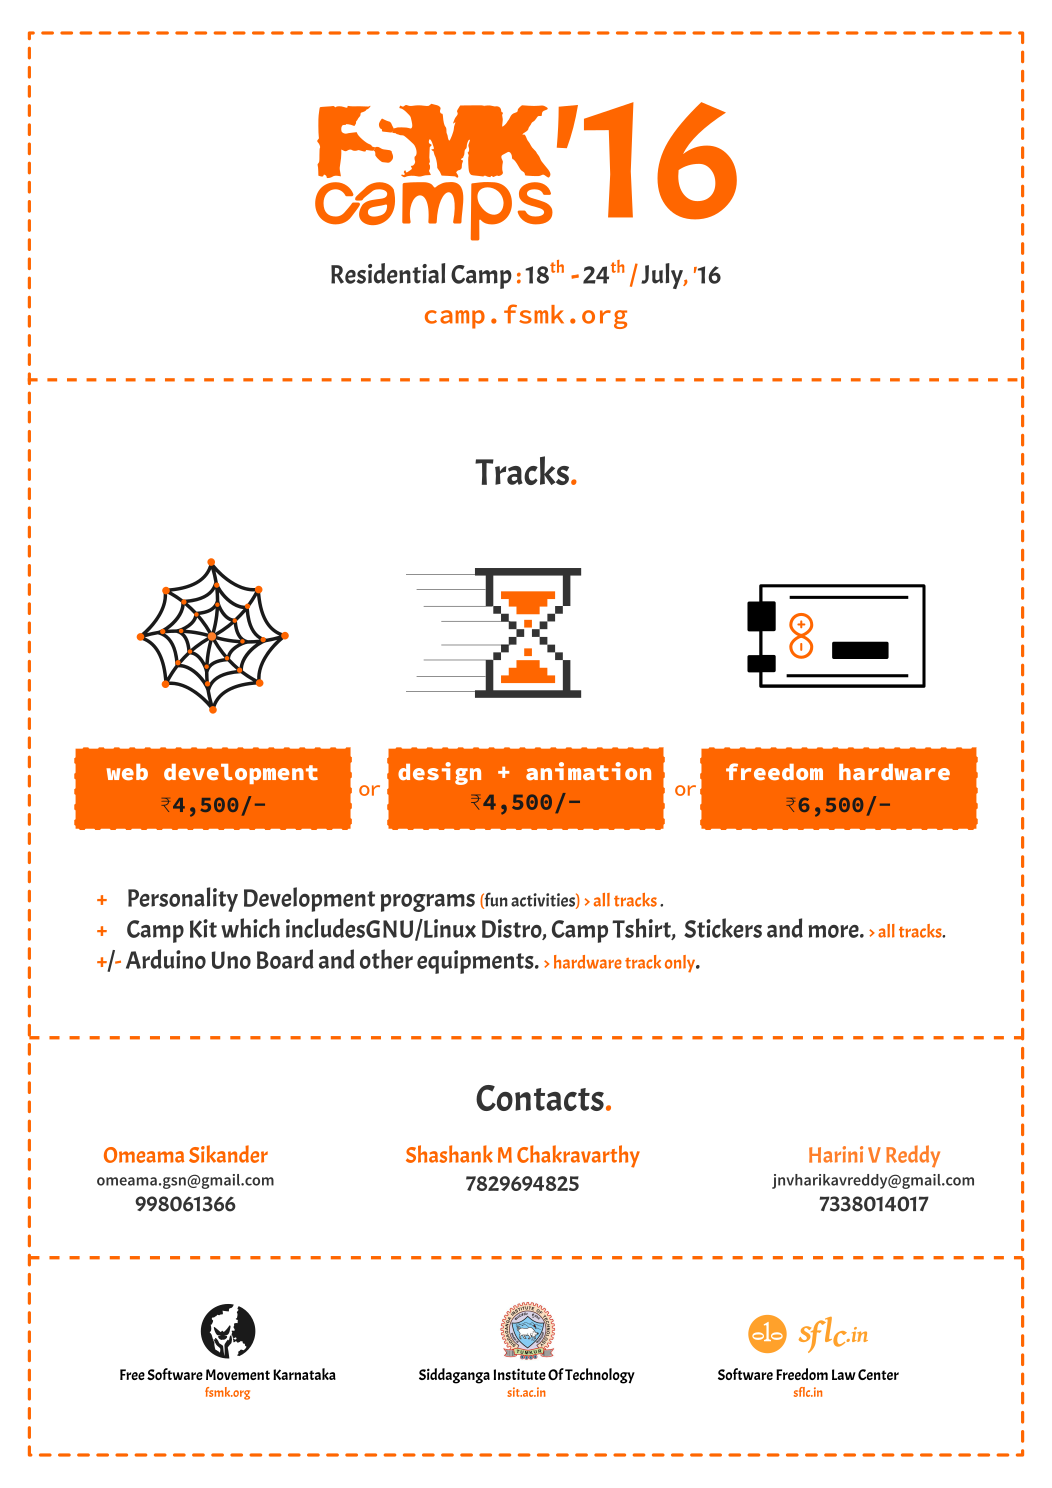 FSMK'16
camps
Residential Camp : 18th - 24th / July, '16
camp.fsmk.org
Tracks.
web development
₹4,500/-
or
design + animation
₹4,500/-
or
freedom hardware
₹6,500/-
+ Personality Development programs (fun activities) > all tracks .
+ Camp Kit which includesGNU/Linux Distro, Camp Tshirt, Stickers and more. > all tracks.
+/- Arduino Uno Board and other equipments. > hardware track only.
Contacts.
Omeama Sikander
omeama.gsn@gmail.com
998061366
Shashank M Chakravarthy
7829694825
Harini V Reddy
jnvharikavreddy@gmail.com
7338014017
Free Software Movement Karnataka
fsmk.org
Siddaganga Institute Of Technology
sit.ac.in
sflc.in
Software Freedom Law Center
sflc.in